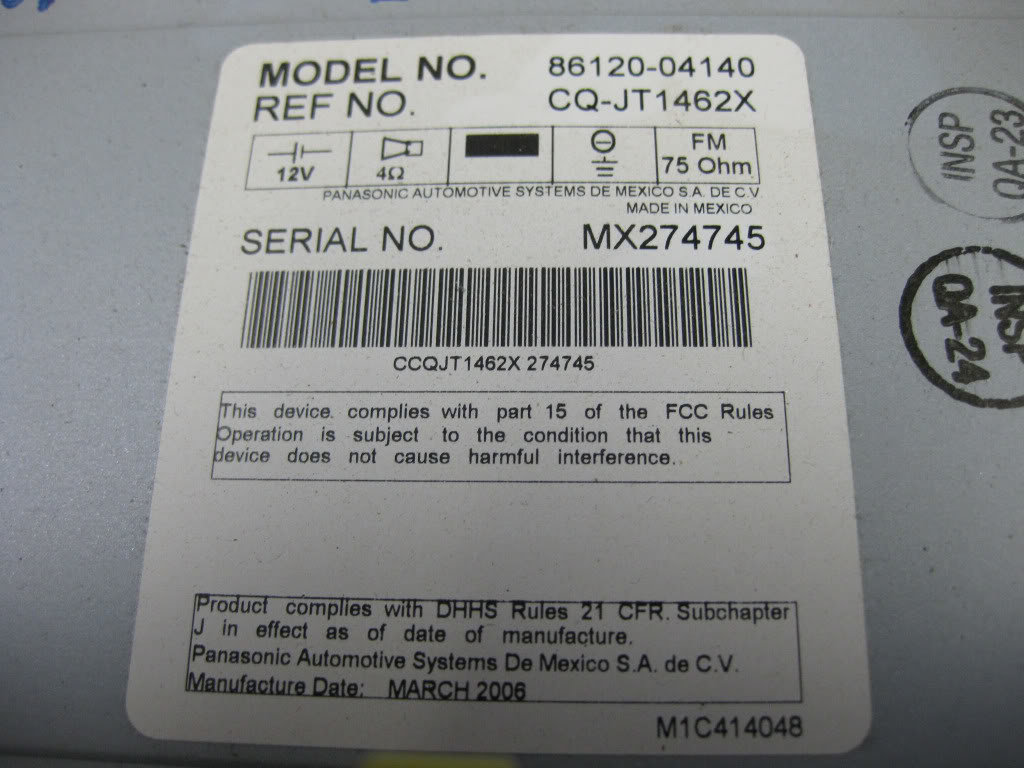 MODEL NO. 86120-04140
REF NO. CQ-JT1462X
12V 4Ω FM 75 Ohm
PANASONIC AUTOMOTIVE SYSTEMS DE MEXICO S.A. DE C.V.
MADE IN MEXICO
SERIAL NO. MX274745
CCQJT1462X 274745
This device complies with part 15 of the FCC Rules
Operation is subject to the condition that this
device does not cause harmful interference.
Product complies with DHHS Rules 21 CFR. Subchapter
J in effect as of date of manufacture.
Panasonic Automotive Systems De Mexico S.A. de C.V.
Manufacture Date: MARCH 2006
M1C414048
INSP
QA-23
INSP
QA-24